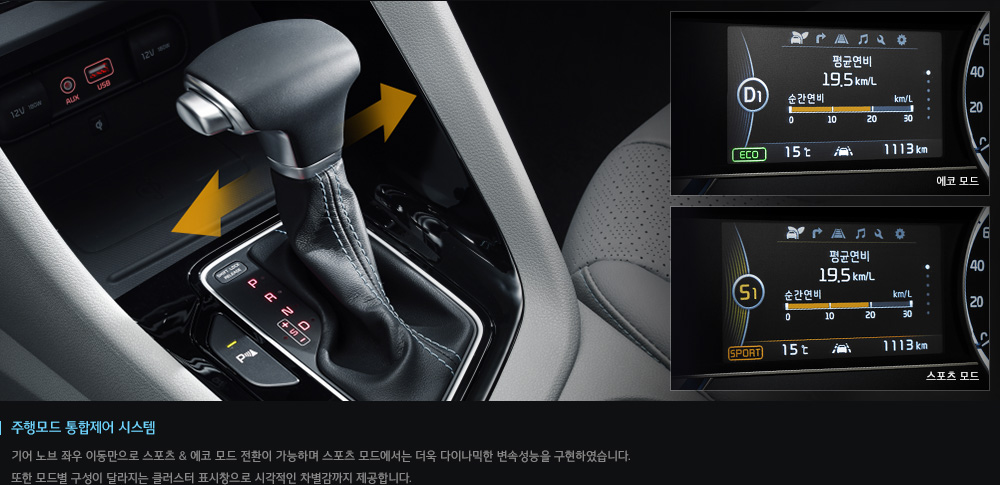 12V 180W
AUX
USB
12V 180W
SHIFT LOCK
RELEASE
P
R
N
D
+
S
-
P
평균연비
19.5 km/L
D1
순간연비 km/L
0 10 20 30
ECO 15℃ 1113 km
6
40
20
에코 모드
평균연비
19.5 km/L
S1
순간연비 km/L
0 10 20 30
SPORT 15℃ 1113 km
6
40
20
스포츠 모드
주행모드 통합제어 시스템
기어 노브 좌우 이동만으로 스포츠 & 에코 모드 전환이 가능하며 스포츠 모드에서는 더욱 다이나믹한 변속성능을 구현하였습니다.
또한 모드별 구성이 달라지는 클러스터 표시창으로 시각적인 차별감까지 제공합니다.